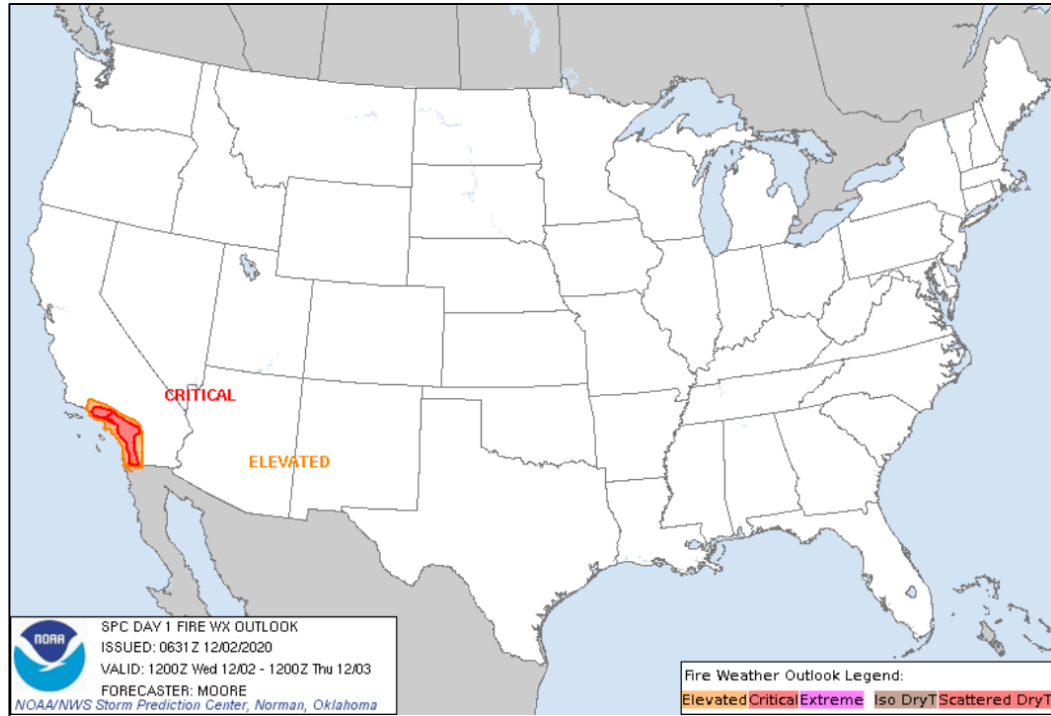 CRITICAL
ELEVATED
NOAA
SPC DAY 1 FIRE WX OUTLOOK
ISSUED: 0631Z 12/02/2020
VALID: 1200Z Wed 12/02 - 1200Z Thu 12/03
FORECASTER: MOORE
NOAA/NWS Storm Prediction Center, Norman, Oklahoma
Fire Weather Outlook Legend:
Elevated Critical Extreme Iso DryT Scattered DryT